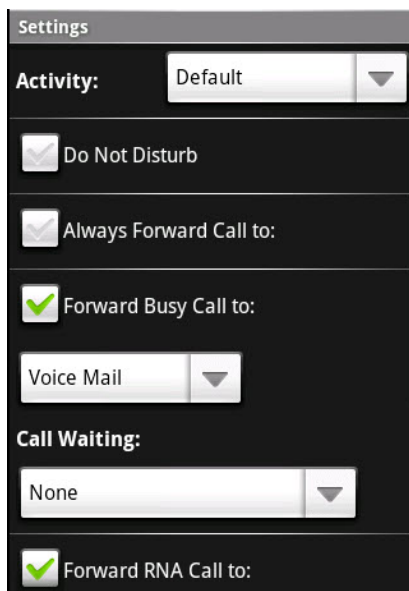 Settings
Activity: Default
Do Not Disturb
Always Forward Call to:
Forward Busy Call to:
Voice Mail
Call Waiting:
None
Forward RNA Call to: